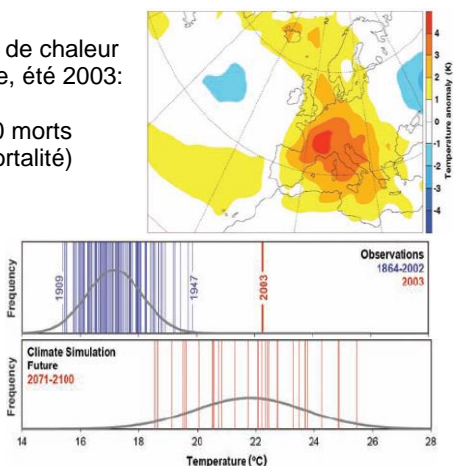 de chaleur
e, été 2003:
0 morts
ortalité)
5
4
3
2
1
0
-1
-2
-3
-4
Temperature anomaly (K)
Frequency
1909
1947
2003
Observations
1864-2002
2003
Frequency
Climate Simulation
Future
2071-2100
14 16 18 20 22 24 26 28
Temperature (°C)